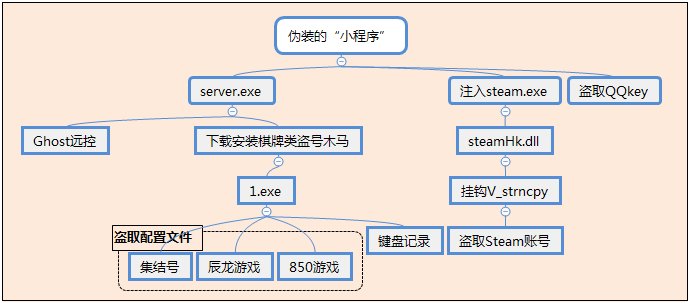 伪装的“小程序”
server.exe
注入steam.exe
盗取QQkey
Ghost远控
下载安装棋牌类盗号木马
steamHk.dll
1.exe
挂钩V_strncpy
盗取配置文件
集结号
辰龙游戏
850游戏
键盘记录
盗取Steam账号